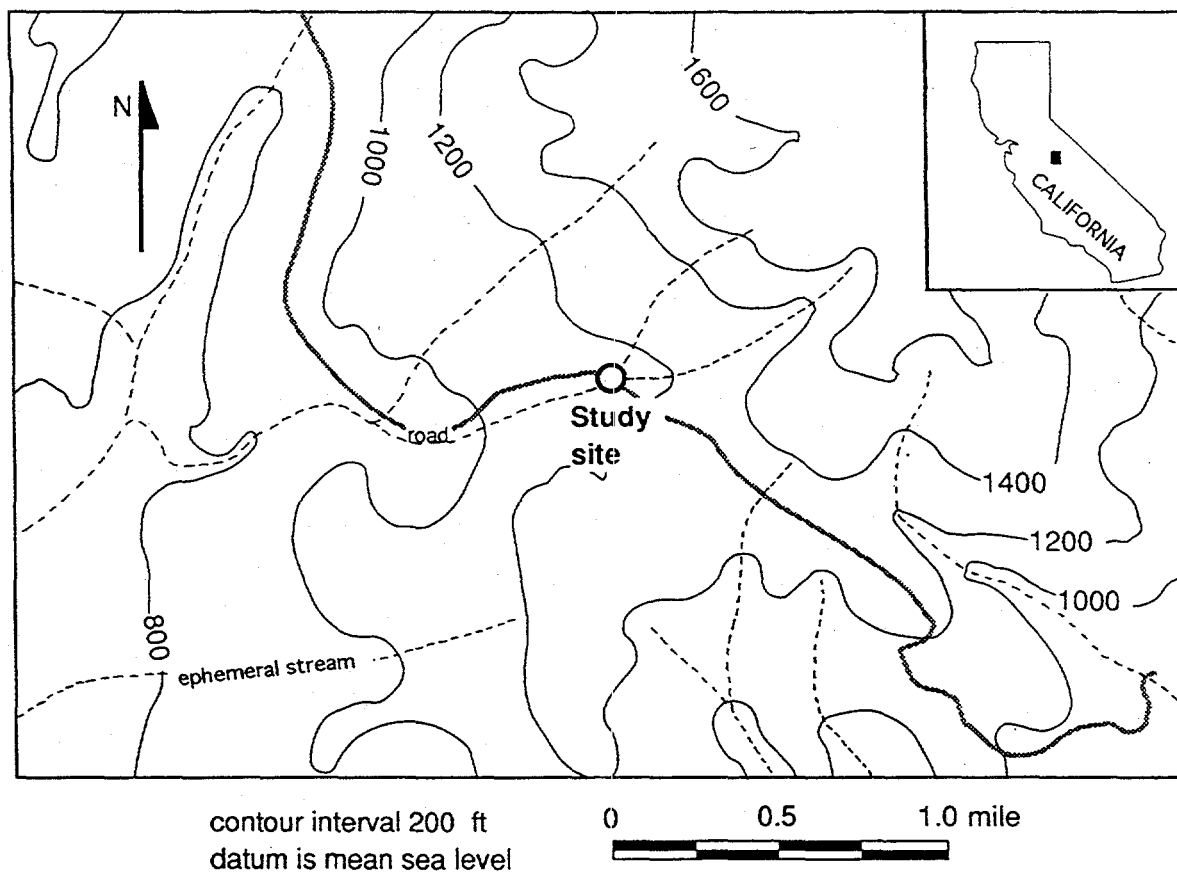 N
1000
1200
1600
CALIFORNIA
Study
site
road
1400
1200
1000
800
ephemeral stream
contour interval 200 ft
datum is mean sea level
0 0.5 1.0 mile